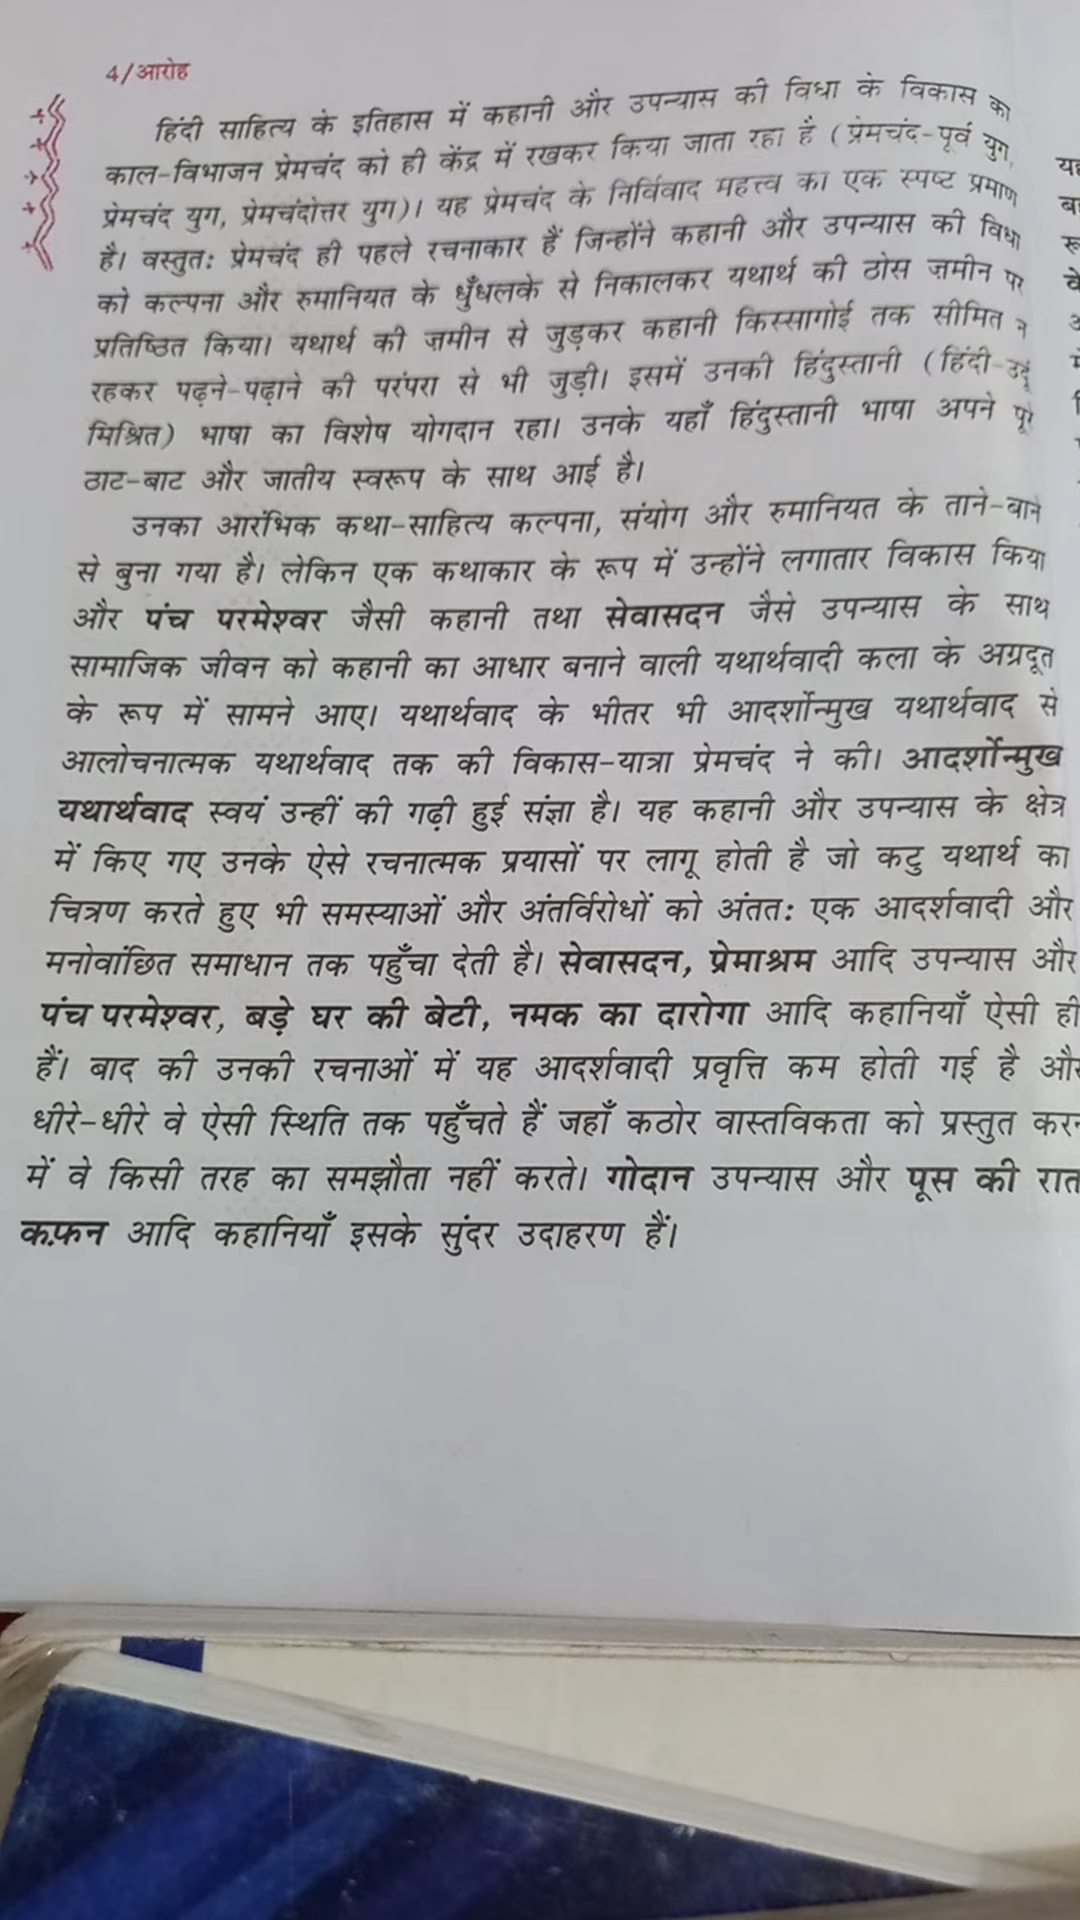 4/आरोह
हिंदी साहित्य के इतिहास में कहानी और उपन्यास की विधा के विकास का
काल-विभाजन प्रेमचंद को ही केंद्र में रखकर किया जाता रहा है (प्रेमचंद-पूर्व युग,
प्रेमचंद युग, प्रेमचंदोत्तर युग)। यह प्रेमचंद के निर्विवाद महत्त्व का एक स्पष्ट प्रमाण
है। वस्तुत: प्रेमचंद ही पहले रचनाकार हैं जिन्होंने कहानी और उपन्यास की विधा
को कल्पना और रुमानियत के धुँधलके से निकालकर यथार्थ की ठोस ज़मीन पर
प्रतिष्ठित किया। यथार्थ की ज़मीन से जुड़कर कहानी किस्सागोई तक सीमित न
रहकर पढ़ने-पढ़ाने की परंपरा से भी जुड़ी। इसमें उनकी हिंदुस्तानी (हिंदी-उर्दू
मिश्रित) भाषा का विशेष योगदान रहा। उनके यहाँ हिंदुस्तानी भाषा अपने पूरे
ठाट-बाट और जातीय स्वरूप के साथ आई है।
उनका आरंभिक कथा-साहित्य कल्पना, संयोग और रुमानियत के ताने-बाने
से बुना गया है। लेकिन एक कथाकार के रूप में उन्होंने लगातार विकास किया
और पंच परमेश्वर जैसी कहानी तथा सेवासदन जैसे उपन्यास के साथ
सामाजिक जीवन को कहानी का आधार बनाने वाली यथार्थवादी कला के अग्रदूत
के रूप में सामने आए। यथार्थवाद के भीतर भी आदर्शोन्मुख यथार्थवाद से
आलोचनात्मक यथार्थवाद तक की विकास-यात्रा प्रेमचंद ने की। आदर्शोन्मुख
यथार्थवाद स्वयं उन्हीं की गढ़ी हुई संज्ञा है। यह कहानी और उपन्यास के क्षेत्र
में किए गए उनके ऐसे रचनात्मक प्रयासों पर लागू होती है जो कटु यथार्थ का
चित्रण करते हुए भी समस्याओं और अंतर्विरोधों को अंतत: एक आदर्शवादी और
मनोवांछित समाधान तक पहुँचा देती है। सेवासदन, प्रेमाश्रम आदि उपन्यास और
पंच परमेश्वर, बड़े घर की बेटी, नमक का दारोगा आदि कहानियाँ ऐसी ही
हैं। बाद की उनकी रचनाओं में यह आदर्शवादी प्रवृत्ति कम होती गई है और
धीरे-धीरे वे ऐसी स्थिति तक पहुँचते हैं जहाँ कठोर वास्तविकता को प्रस्तुत
में वे किसी तरह का समझौता नहीं करते। गोदान उपन्यास और पूस की रात
कफ़न आदि कहानियाँ इसके सुंदर उदाहरण हैं।